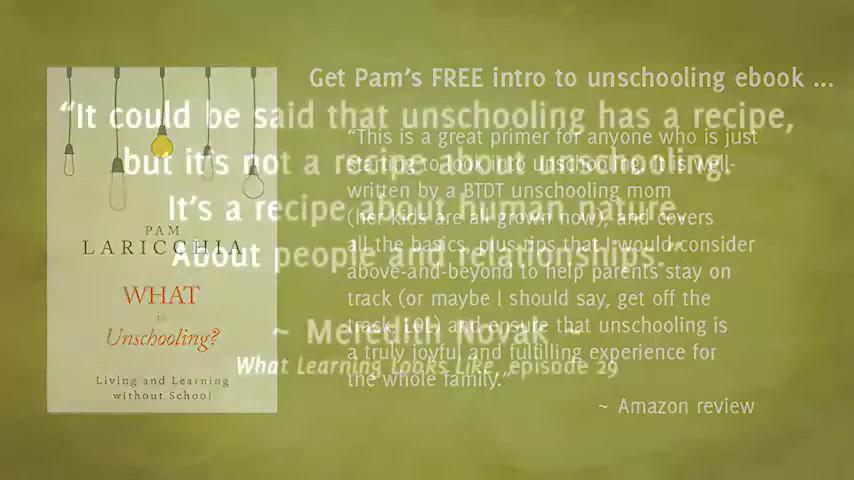 Get Pam's FREE intro to unschooling ebook ...
"It could be said that unschooling has a recipe,
but it's not a recipe about unschooling.
It's a recipe about human nature.
About people and relationships."
~ Meredith Novak ~
What Learning Looks Like, episode 29
"This is a great primer for anyone who is just
starting to look into unschooling. It is well-
written by a BTDT unschooling mom
(her kids are all grown now), and covers
all the basics, plus tips that I would consider
above-and-beyond to help parents stay on
track (or maybe I should say, get off the
track, LOL) and ensure that unschooling is
a truly joyful and fulfilling experience for
the whole family."
~ Amazon review
PAM
LARICCHIA
WHAT
is
Unschooling?
Living and Learning
without School